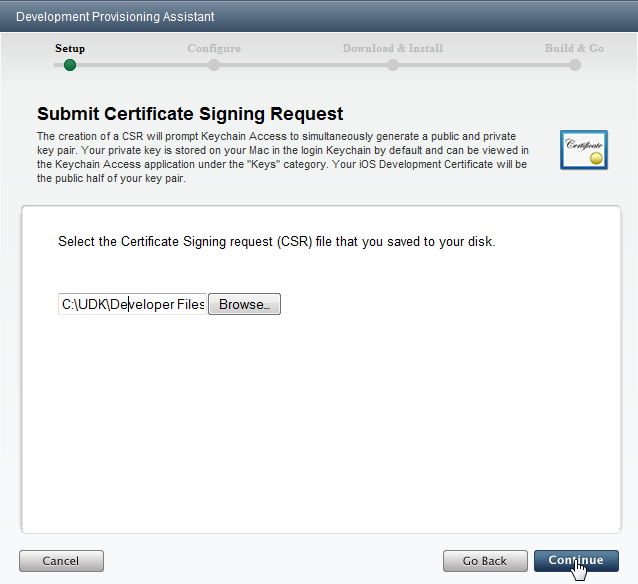 Development Provisioning Assistant
Setup Configure Download & Install Build & Go
Submit Certificate Signing Request
The creation of a CSR will prompt Keychain Access to simultaneously generate a public and private
key pair. Your private key is stored on your Mac in the login Keychain by default and can be viewed in
the Keychain Access application under the "Keys" category. Your iOS Development Certificate will be
the public half of your key pair.
Certificate
Select the Certificate Signing request (CSR) file that you saved to your disk.
C:\UDK\Developer Files Browse...
Cancel Go Back Continue